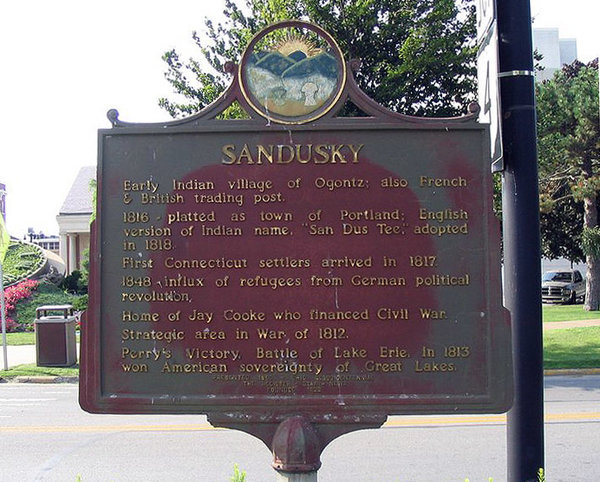 SANDUSKY
Early Indian village of Ogontz; also French
& British trading post.
1816 - platted as town of Portland; English
version of Indian name, "San Dus Tee," adopted
in 1818.
First Connecticut settlers arrived in 1817.
1848 - influx of refugees from German political
revolution.
Home of Jay Cooke who financed Civil War.
Strategic area in War of 1812.
Perry's Victory, Battle of Lake Erie, in 1813
won American sovereignty of Great Lakes.